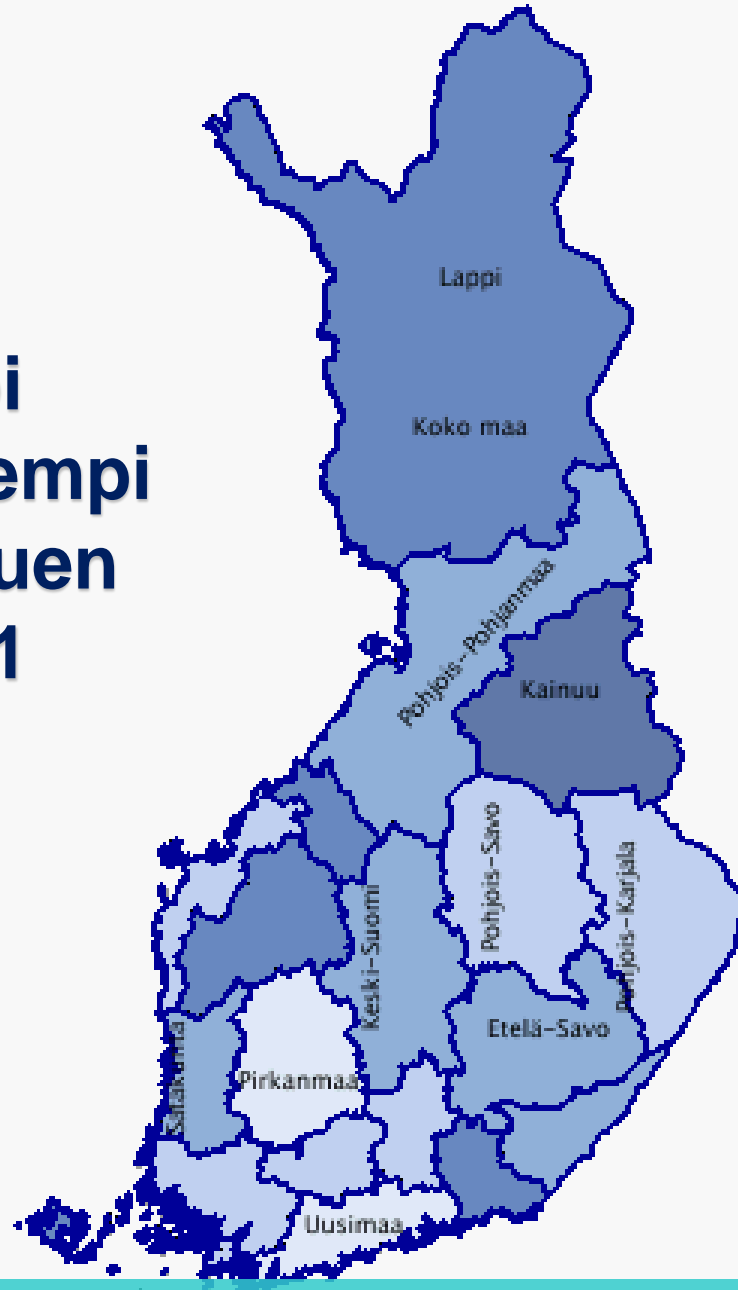 i
empi
uen
1
Lappi
Koko maa
Pohjois-Pohjanmaa
Kainuu
Pohjois-Savo
Pohjois-Karjala
Keski-Suomi
Etelä-Savo
Satakunta
Pirkanmaa
Uusimaa